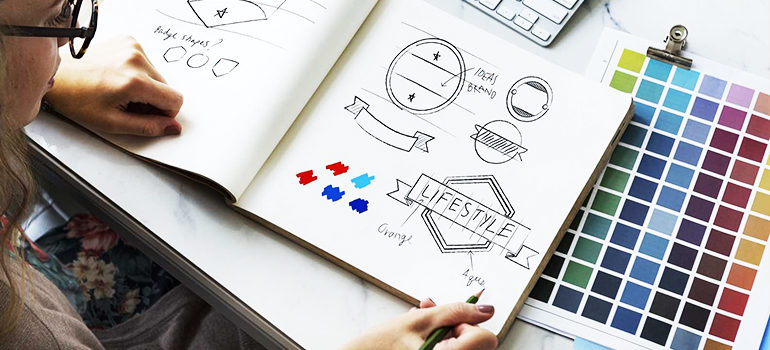 Badge shapes?
IDEAS
BRAND
LIFESTYLE
Orange
Aqua